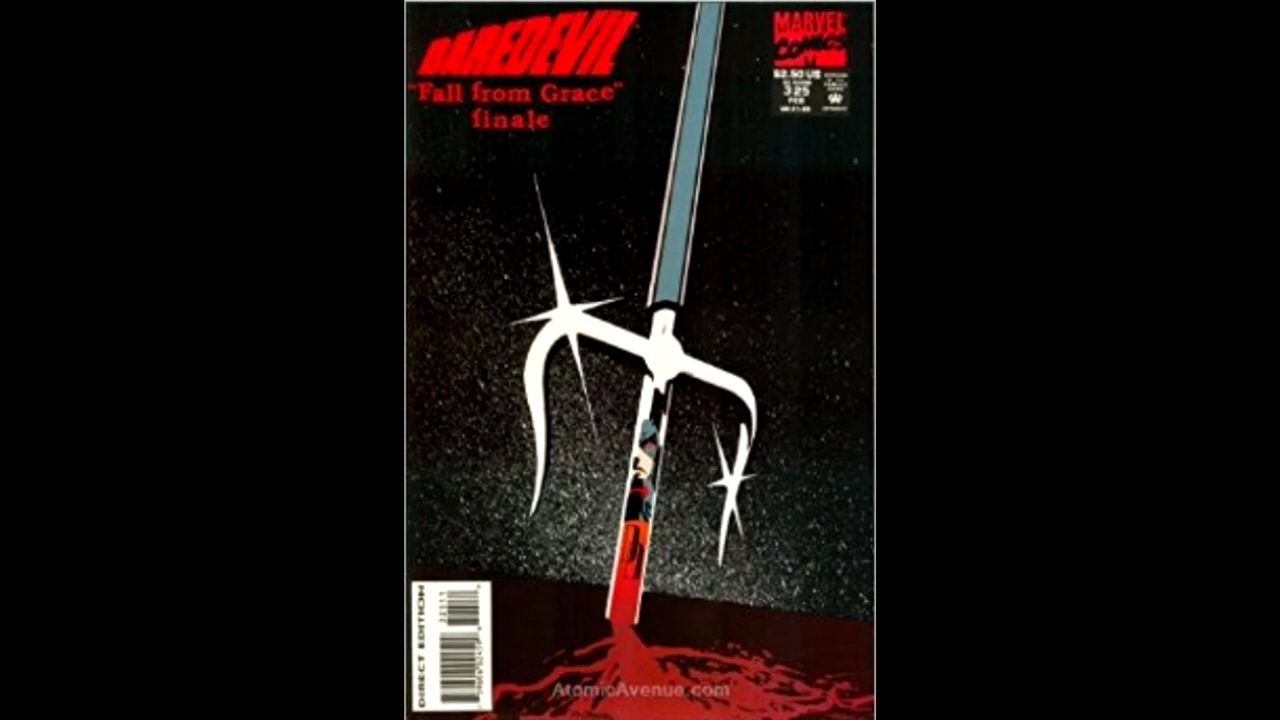 DAREDEVIL
"Fall from Grace"
finale
MARVEL
COMICS
$2.50 US
325
FEB
DIRECT EDITION
AtomicAvenue.com